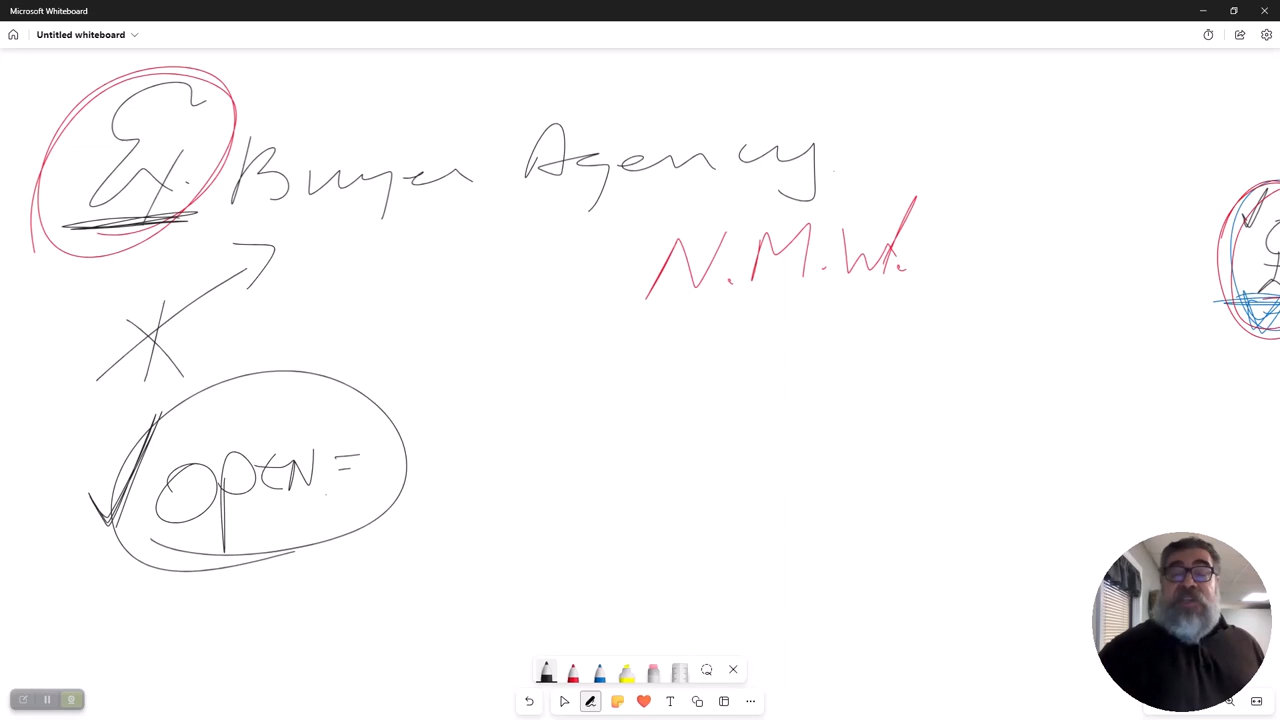 Microsoft Whiteboard
Untitled whiteboard
Ex. Buyer Agency
N.M.W.
OPEN =